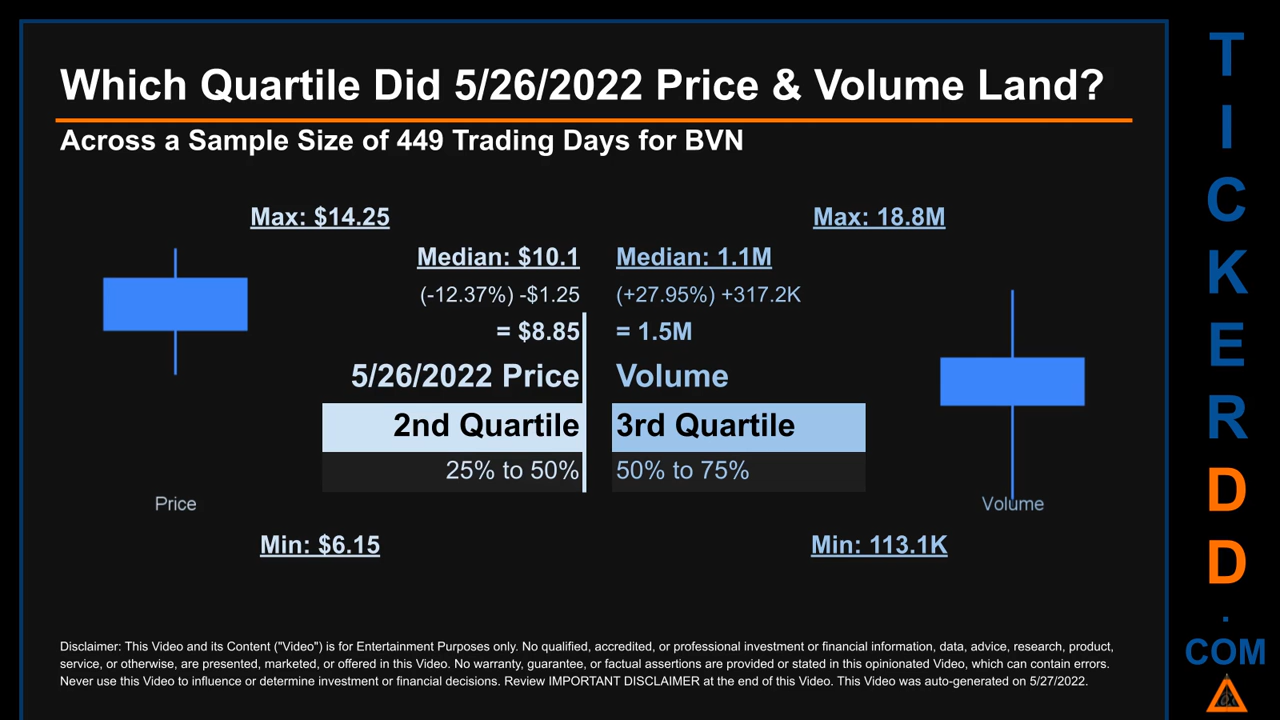 Which Quartile Did 5/26/2022 Price & Volume Land?
Across a Sample Size of 449 Trading Days for BVN
Max: $14.25
Max: 18.8M
Median: $10.1
Median: 1.1M
(-12.37%) -$1.25
(+27.95%) +317.2K
= $8.85
= 1.5M
5/26/2022 Price
Volume
2nd Quartile
3rd Quartile
25% to 50%
50% to 75%
Price
Volume
Min: $6.15
Min: 113.1K
Disclaimer: This Video and its Content ("Video") is for Entertainment Purposes only. No qualified, accredited, or professional investment or financial information, data, advice, research, product,
service, or otherwise, are presented, marketed, or offered in this Video. No warranty, guarantee, or factual assertions are provided or stated in this opinionated Video, which can contain errors.
Never use this Video to influence or determine investment or financial decisions. Review IMPORTANT DISCLAIMER at the end of this Video. This Video was auto-generated on 5/27/2022.
T
I
C
K
E
R
D
D
.
COM